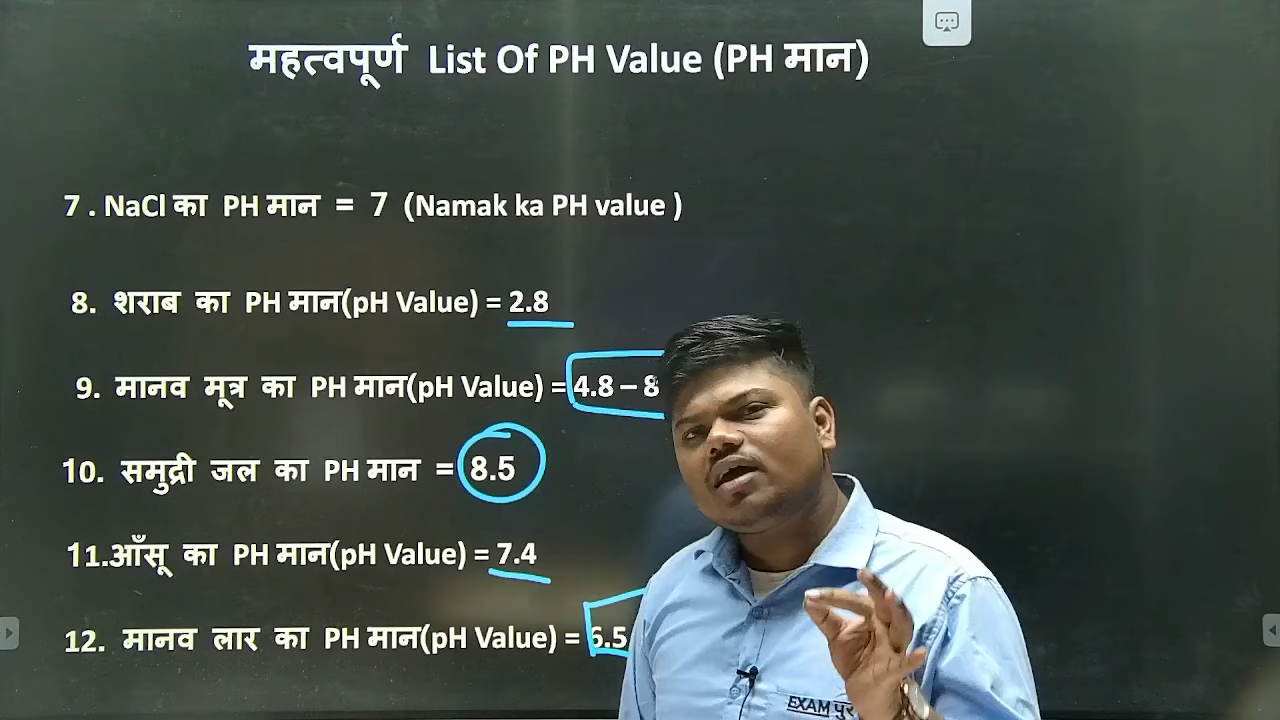 महत्वपूर्ण List Of PH Value (PH मान)
7 . NaCl का PH मान = 7 (Namak ka PH value )
8. शराब का PH मान(pH Value) = 2.8
9. मानव मूत्र का PH मान(pH Value) = 4.8 – 8
10. समुद्री जल का PH मान = 8.5
11.आँसू का PH मान(pH Value) = 7.4
12. मानव लार का PH मान(pH Value) = 6.5
EXAM पुर